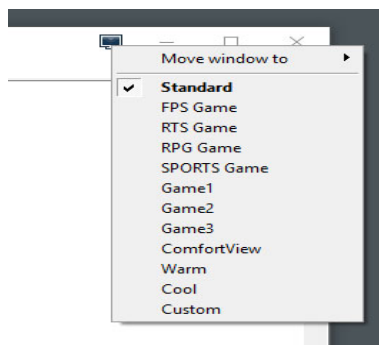 Move window to
Standard
FPS Game
RTS Game
RPG Game
SPORTS Game
Game1
Game2
Game3
ComfortView
Warm
Cool
Custom